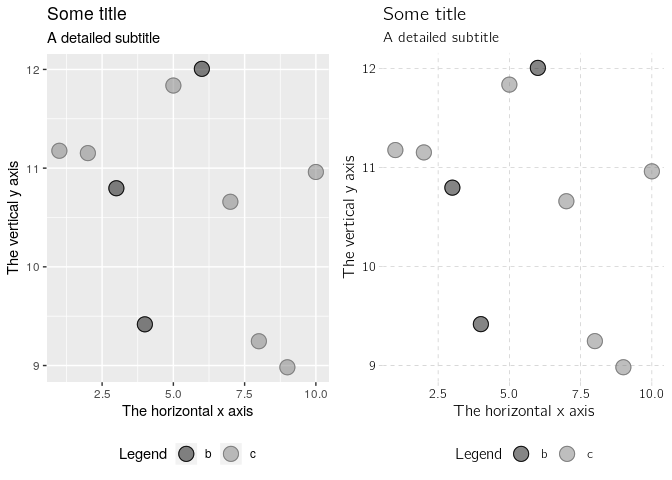 Some title
A detailed subtitle
The vertical y axis
12
11
10
9
2.5 5.0 7.5 10.0
The horizontal x axis
Legend b c
Some title
A detailed subtitle
The vertical y axis
12
11
10
9
2.5 5.0 7.5 10.0
The horizontal x axis
Legend b c